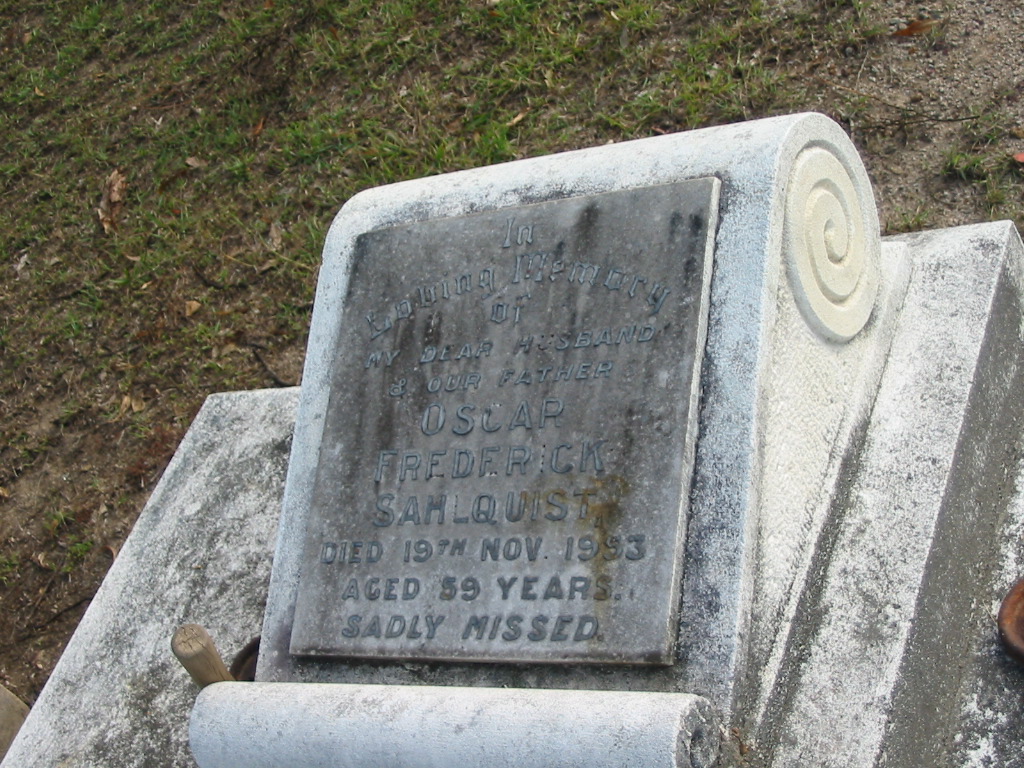 In
Loving Memory
of
MY DEAR HUSBAND
& OUR FATHER
OSCAR
FREDERICK
SAHLQUIST,
DIED 19TH NOV. 1953
AGED 59 YEARS.
SADLY MISSED.